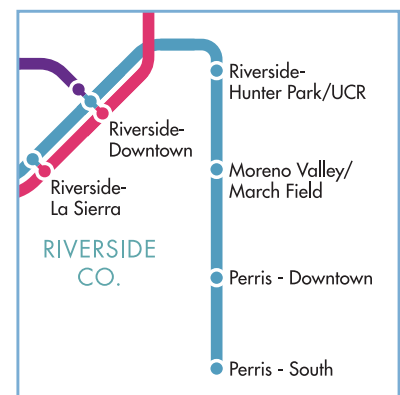 Riverside-
Hunter Park/UCR
Riverside-
Downtown
Moreno Valley/
March Field
Riverside-
La Sierra
RIVERSIDE
CO.
Perris - Downtown
Perris - South